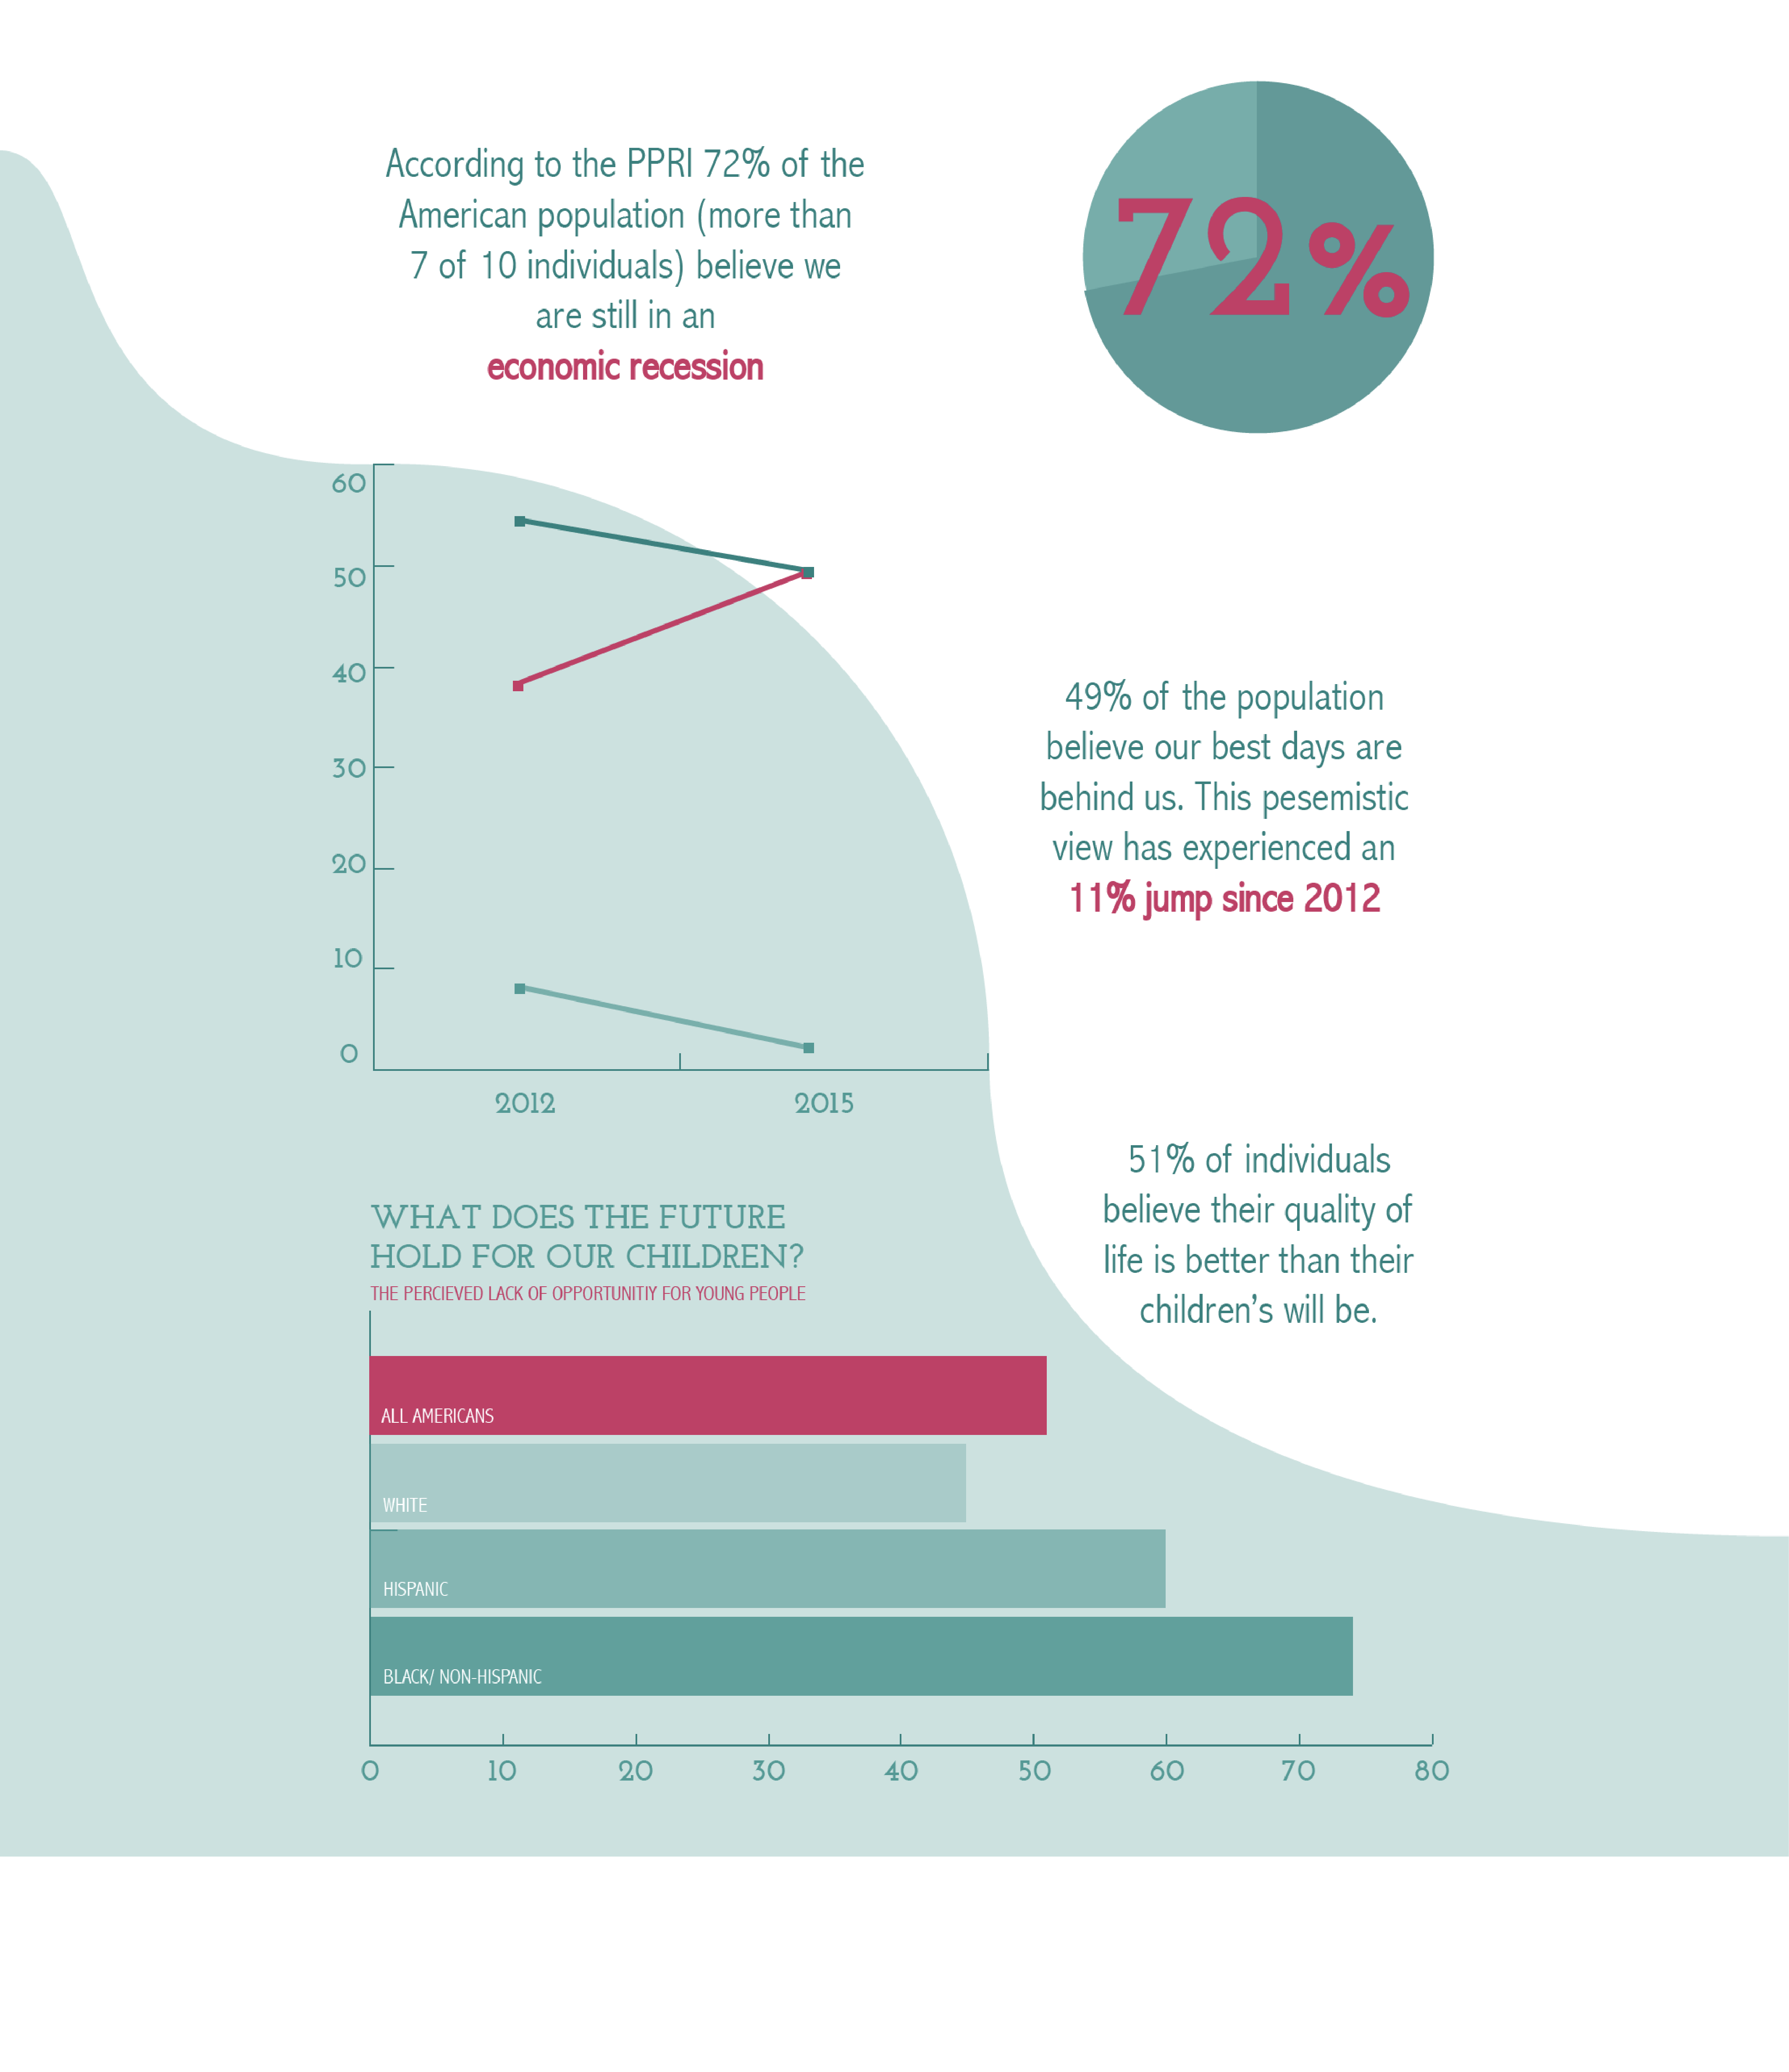 According to the PPRI 72% of the
American population (more than
7 of 10 individuals) believe we
are still in an
economic recession
72%
60
50
40
30
20
10
0
2012
2015
49% of the population
believe our best days are
behind us. This pesemistic
view has experienced an
11% jump since 2012
51% of individuals
believe their quality of
life is better than their
children’s will be.
WHAT DOES THE FUTURE
HOLD FOR OUR CHILDREN?
THE PERCIEVED LACK OF OPPORTUNITIY FOR YOUNG PEOPLE
ALL AMERICANS
WHITE
HISPANIC
BLACK/ NON-HISPANIC
0 10 20 30 40 50 60 70 80